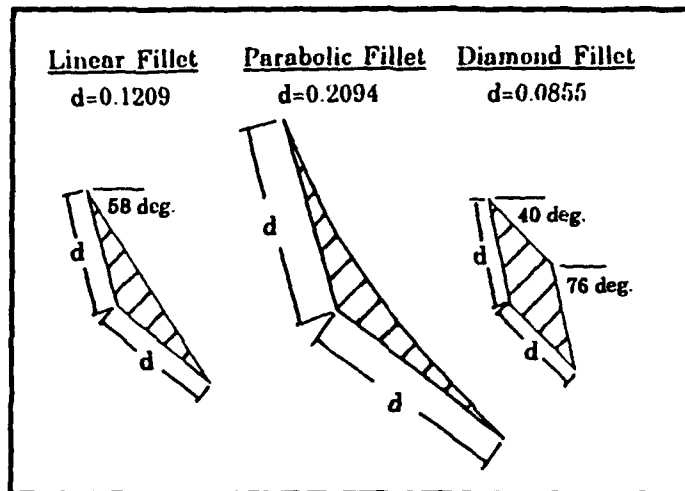 Linear Fillet Parabolic Fillet Diamond Fillet
d=0.1209 d=0.2094 d=0.0855
58 deg.
40 deg.
d
d
d
76 deg.
d
d
d